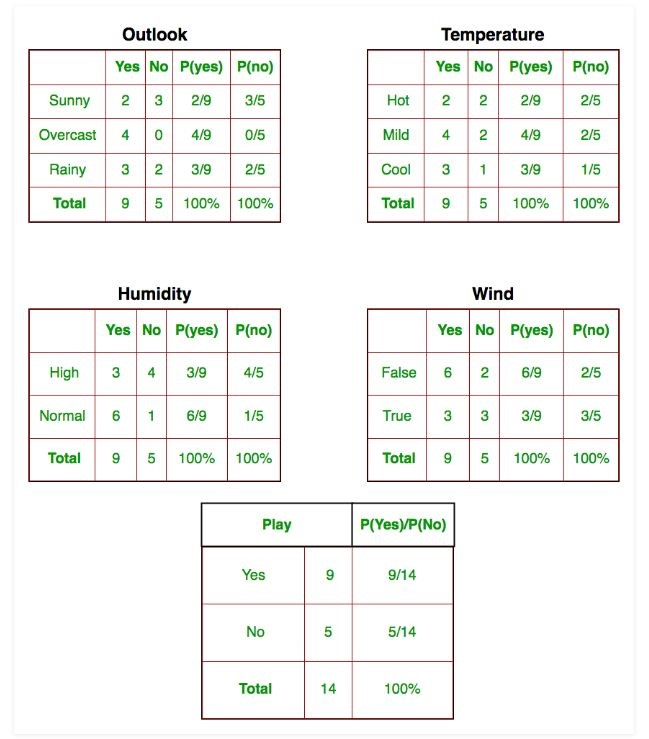 Outlook
Yes No P(yes) P(no)
Sunny 2 3 2/9 3/5
Overcast 4 0 4/9 0/5
Rainy 3 2 3/9 2/5
Total 9 5 100% 100%
Temperature
Yes No P(yes) P(no)
Hot 2 2 2/9 2/5
Mild 4 2 4/9 2/5
Cool 3 1 3/9 1/5
Total 9 5 100% 100%
Humidity
Yes No P(yes) P(no)
High 3 4 3/9 4/5
Normal 6 1 6/9 1/5
Total 9 5 100% 100%
Wind
Yes No P(yes) P(no)
False 6 2 6/9 2/5
True 3 3 3/9 3/5
Total 9 5 100% 100%
Play P(Yes)/P(No)
Yes 9 9/14
No 5 5/14
Total 14 100%